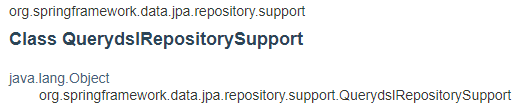 org.springframework.data.jpa.repository.support
Class QuerydslRepositorySupport
java.lang.Object
org.springframework.data.jpa.repository.support.QuerydslRepositorySupport